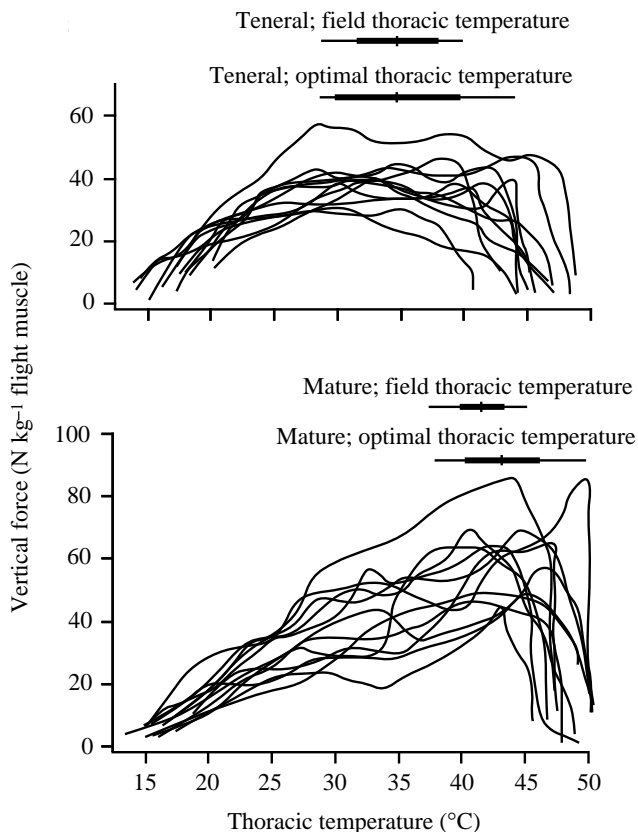 Teneral; field thoracic temperature
Teneral; optimal thoracic temperature
60
40
20
0
Mature; field thoracic temperature
Mature; optimal thoracic temperature
100
80
60
40
20
0
Vertical force (N kg⁻¹ flight muscle)
15 20 25 30 35 40 45 50
Thoracic temperature (°C)